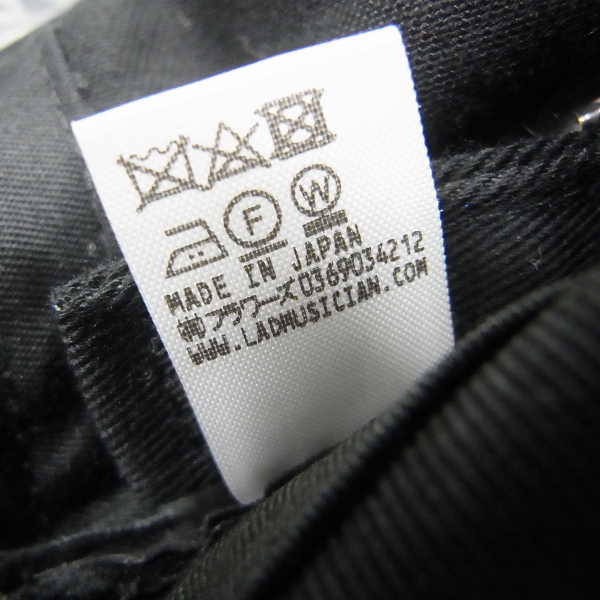 F W
MADE IN JAPAN
㈱フラワーズ0369034212
WWW.LADMUSICIAN.COM